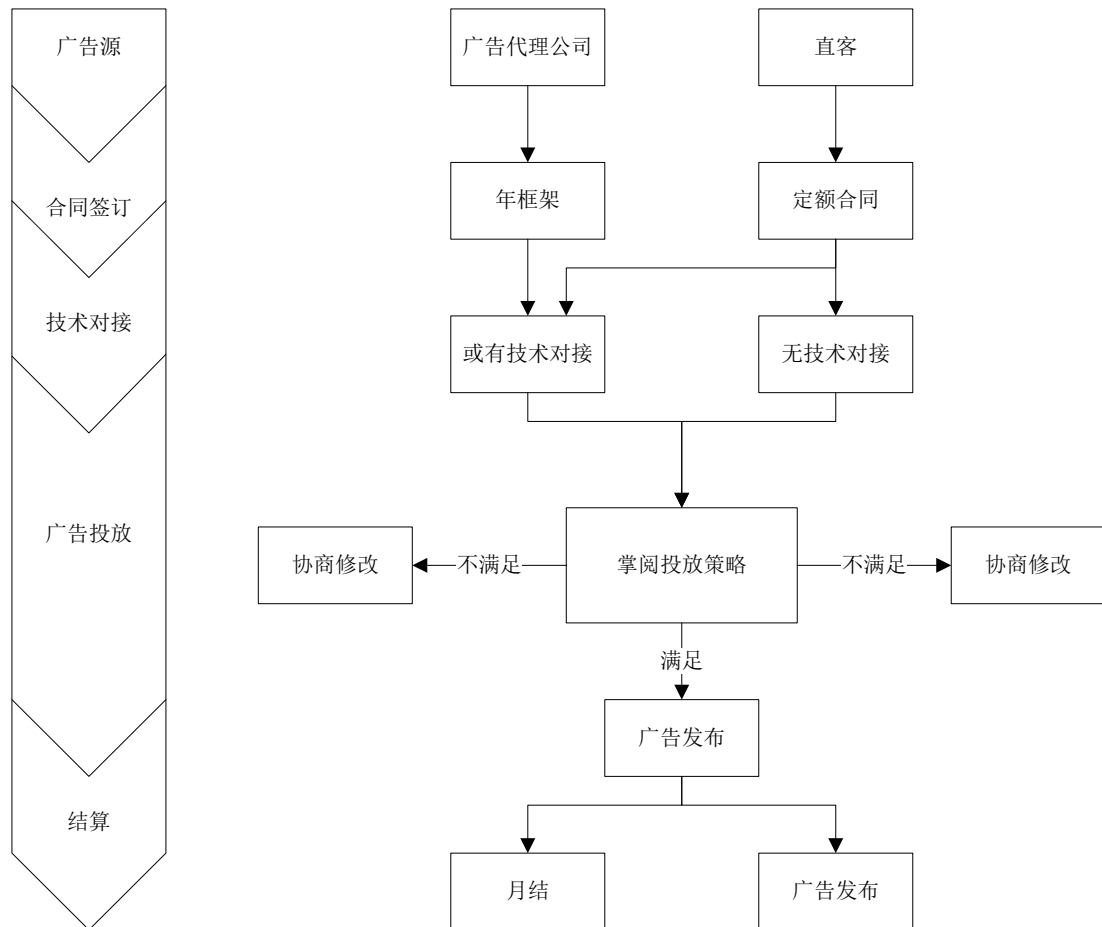 广告源
广告代理公司
直客
合同签订
年框架
定额合同
技术对接
或有技术对接
无技术对接
广告投放
协商修改
不满足
掌阅投放策略
不满足
协商修改
满足
广告发布
结算
月结
广告发布